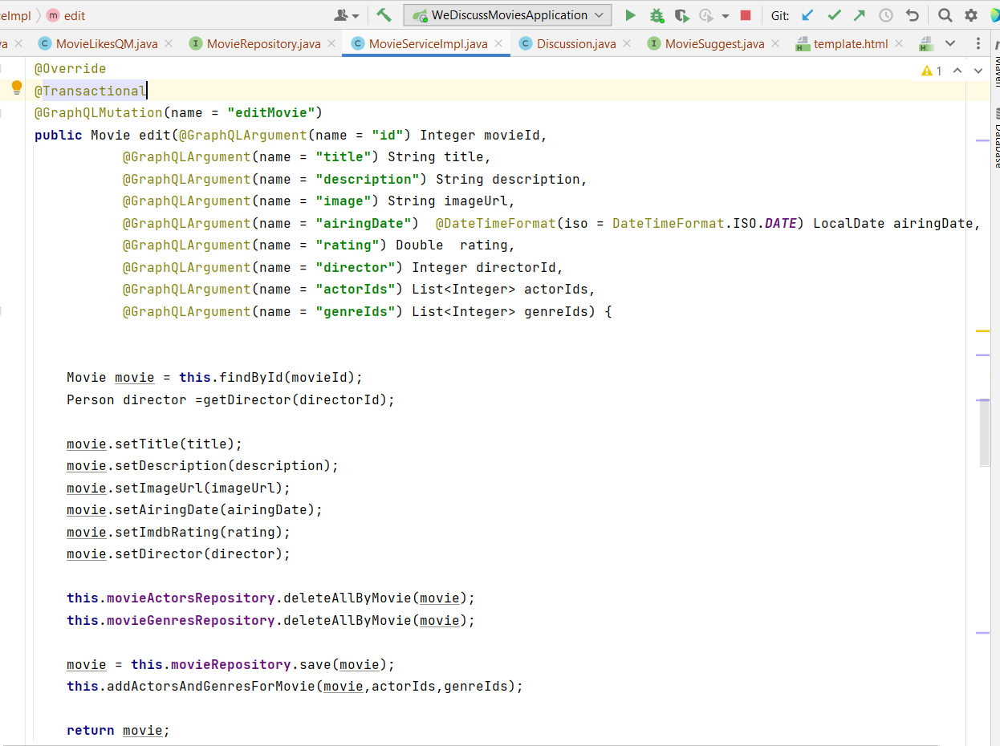 ceImpl m edit WeDiscussMoviesApplication Git:
va MovieLikesQM.java MovieRepository.java MovieServiceImpl.java Discussion.java MovieSuggest.java template.html
@Override
1
@Transactional
@GraphQLMutation(name = "editMovie")
public Movie edit(@GraphQLArgument(name = "id") Integer movieId,
@GraphQLArgument(name = "title") String title,
@GraphQLArgument(name = "description") String description,
@GraphQLArgument(name = "image") String imageUrl,
@GraphQLArgument(name = "airingDate")  @DateTimeFormat(iso = DateTimeFormat.ISO.DATE) LocalDate airingDate,
@GraphQLArgument(name = "rating") Double  rating,
@GraphQLArgument(name = "director") Integer directorId,
@GraphQLArgument(name = "actorIds") List<Integer> actorIds,
@GraphQLArgument(name = "genreIds") List<Integer> genreIds) {
Movie movie = this.findById(movieId);
Person director =getDirector(directorId);
movie.setTitle(title);
movie.setDescription(description);
movie.setImageUrl(imageUrl);
movie.setAiringDate(airingDate);
movie.setImdbRating(rating);
movie.setDirector(director);
this.movieActorsRepository.deleteAllByMovie(movie);
this.movieGenresRepository.deleteAllByMovie(movie);
movie = this.movieRepository.save(movie);
this.addActorsAndGenresForMovie(movie,actorIds,genreIds);
return movie;
Maven
Database